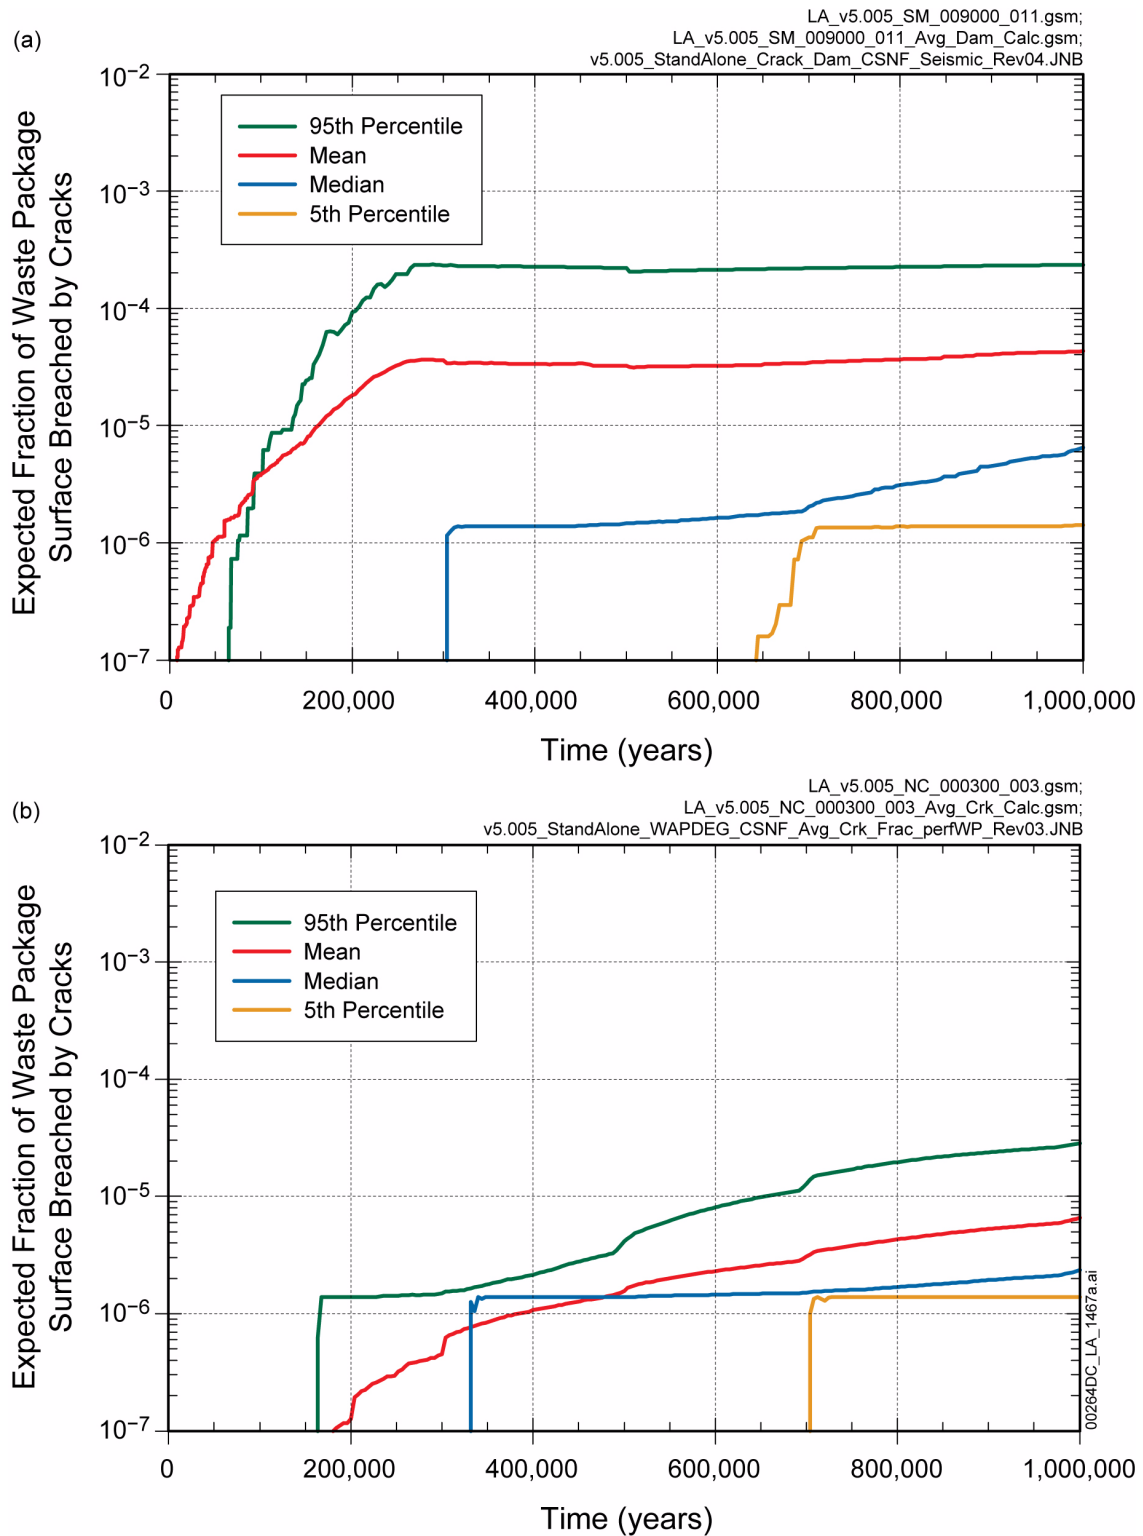 LA_v5.005_SM_009000_011.gsm;
(a)
LA_v5.005_SM_009000_011_Avg_Dam_Calc.gsm;
v5.005_StandAlone_Crack_Dam_CSNF_Seismic_Rev04.JNB
Expected Fraction of Waste Package
Surface Breached by Cracks
10−2
10−3
10−4
10−5
10−6
10−7
95th Percentile
Mean
Median
5th Percentile
0 200,000 400,000 600,000 800,000 1,000,000
Time (years)
LA_v5.005_NC_000300_003.gsm;
(b)
LA_v5.005_NC_000300_003_Avg_Crk_Calc.gsm;
v5.005_StandAlone_WAPDEG_CSNF_Avg_Crk_Frac_perfWP_Rev03.JNB
Expected Fraction of Waste Package
Surface Breached by Cracks
10−2
10−3
10−4
10−5
10−6
10−7
95th Percentile
Mean
Median
5th Percentile
00264DC_LA_1467a.ai
0 200,000 400,000 600,000 800,000 1,000,000
Time (years)